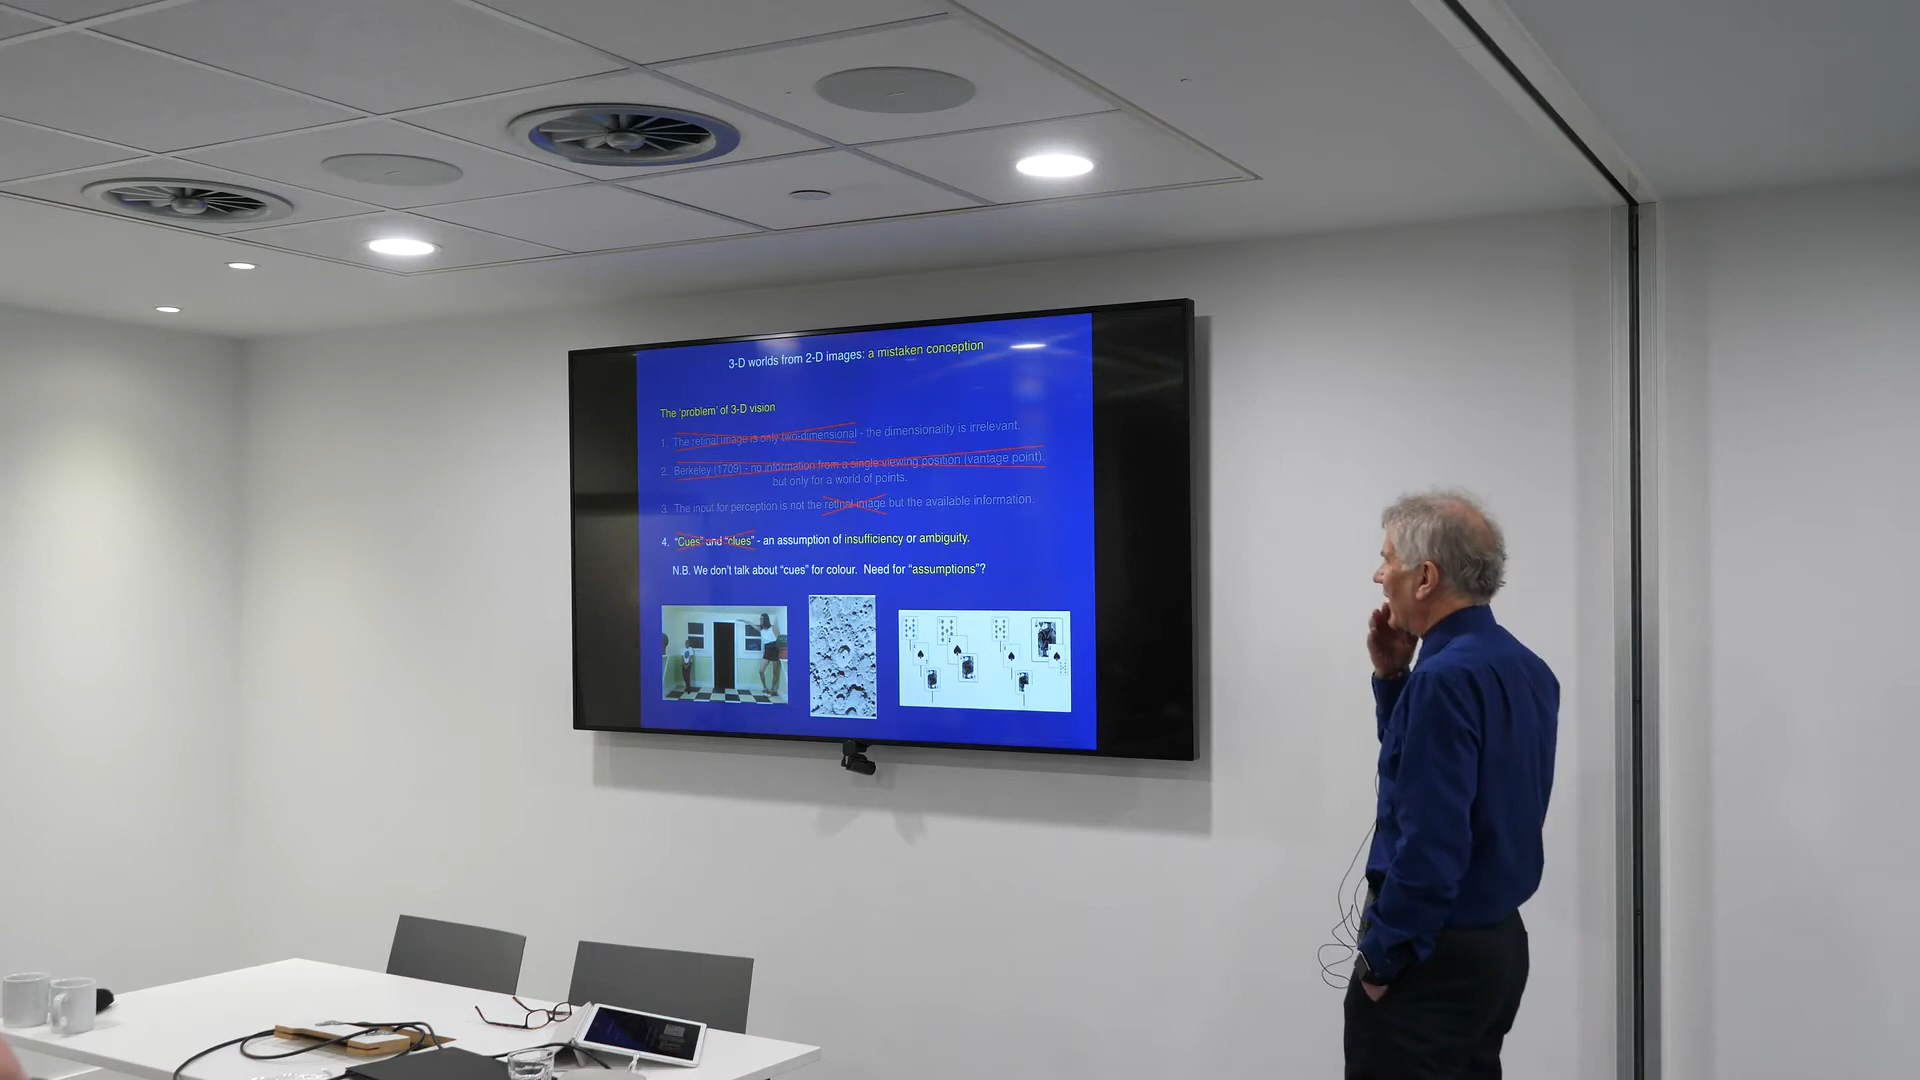 3-D worlds from 2-D images: a mistaken conception
The 'problem' of 3-D vision
1. The retinal image is only two-dimensional - the dimensionality is irrelevant.
2. Berkeley (1709) - no information from a single viewing position (vantage point).
but only for a world of points.
3. The input for perception is not the retinal image but the available information.
4. "Cues" and "clues" - an assumption of insufficiency or ambiguity.
N.B. We don't talk about "cues" for colour. Need for "assumptions"?